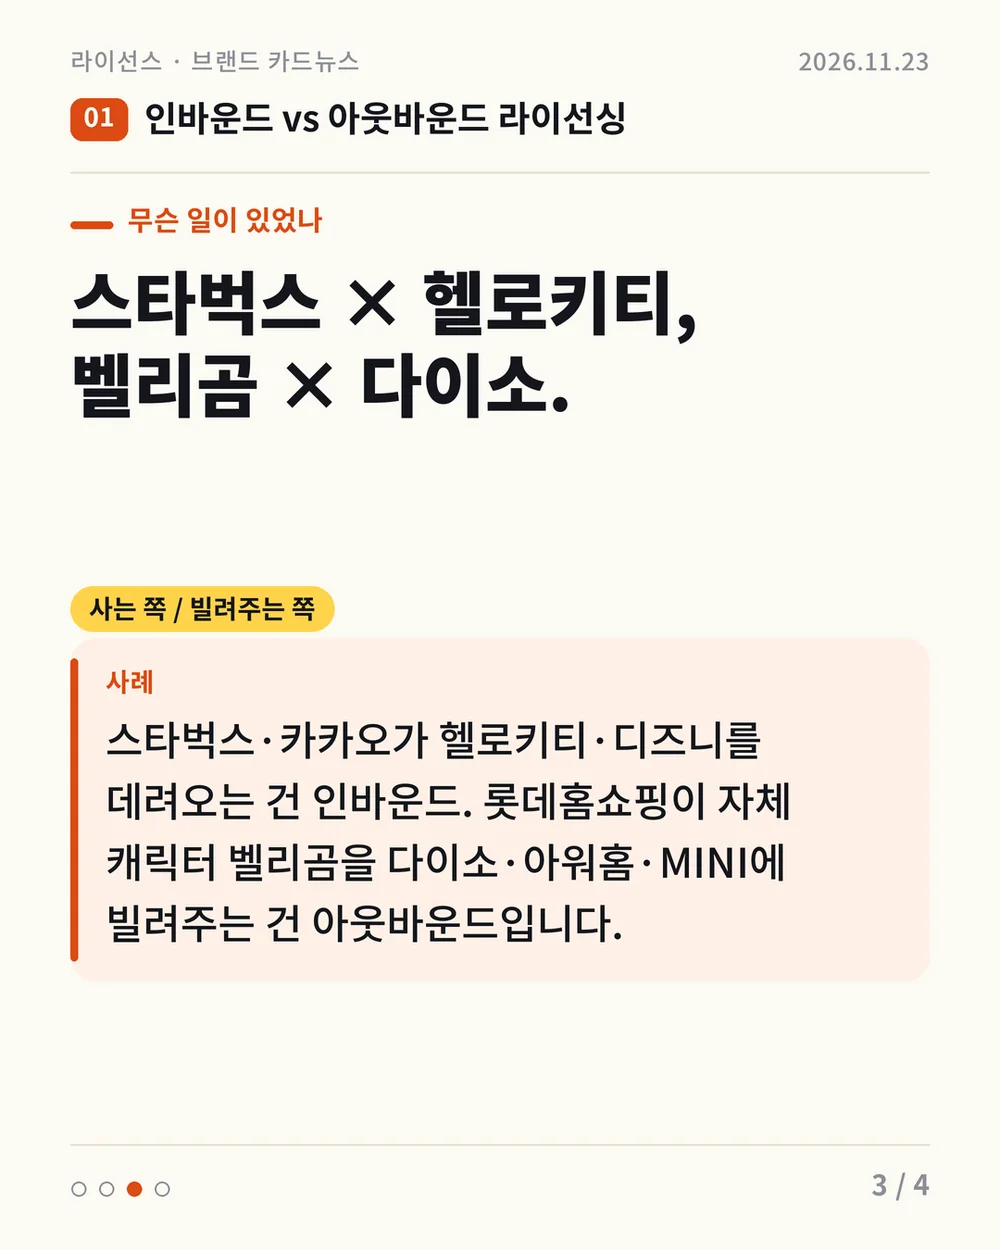 라이선스 · 브랜드 카드뉴스
2026.11.23
01 인바운드 vs 아웃바운드 라이선싱
무슨 일이 있었나
스타벅스 × 헬로키티,
벨리곰 × 다이소.
사는 쪽 / 빌려주는 쪽
사례
스타벅스·카카오가 헬로키티·디즈니를
데려오는 건 인바운드. 롯데홈쇼핑이 자체
캐릭터 벨리곰을 다이소·아워홈·MINI에
빌려주는 건 아웃바운드입니다.
3 / 4